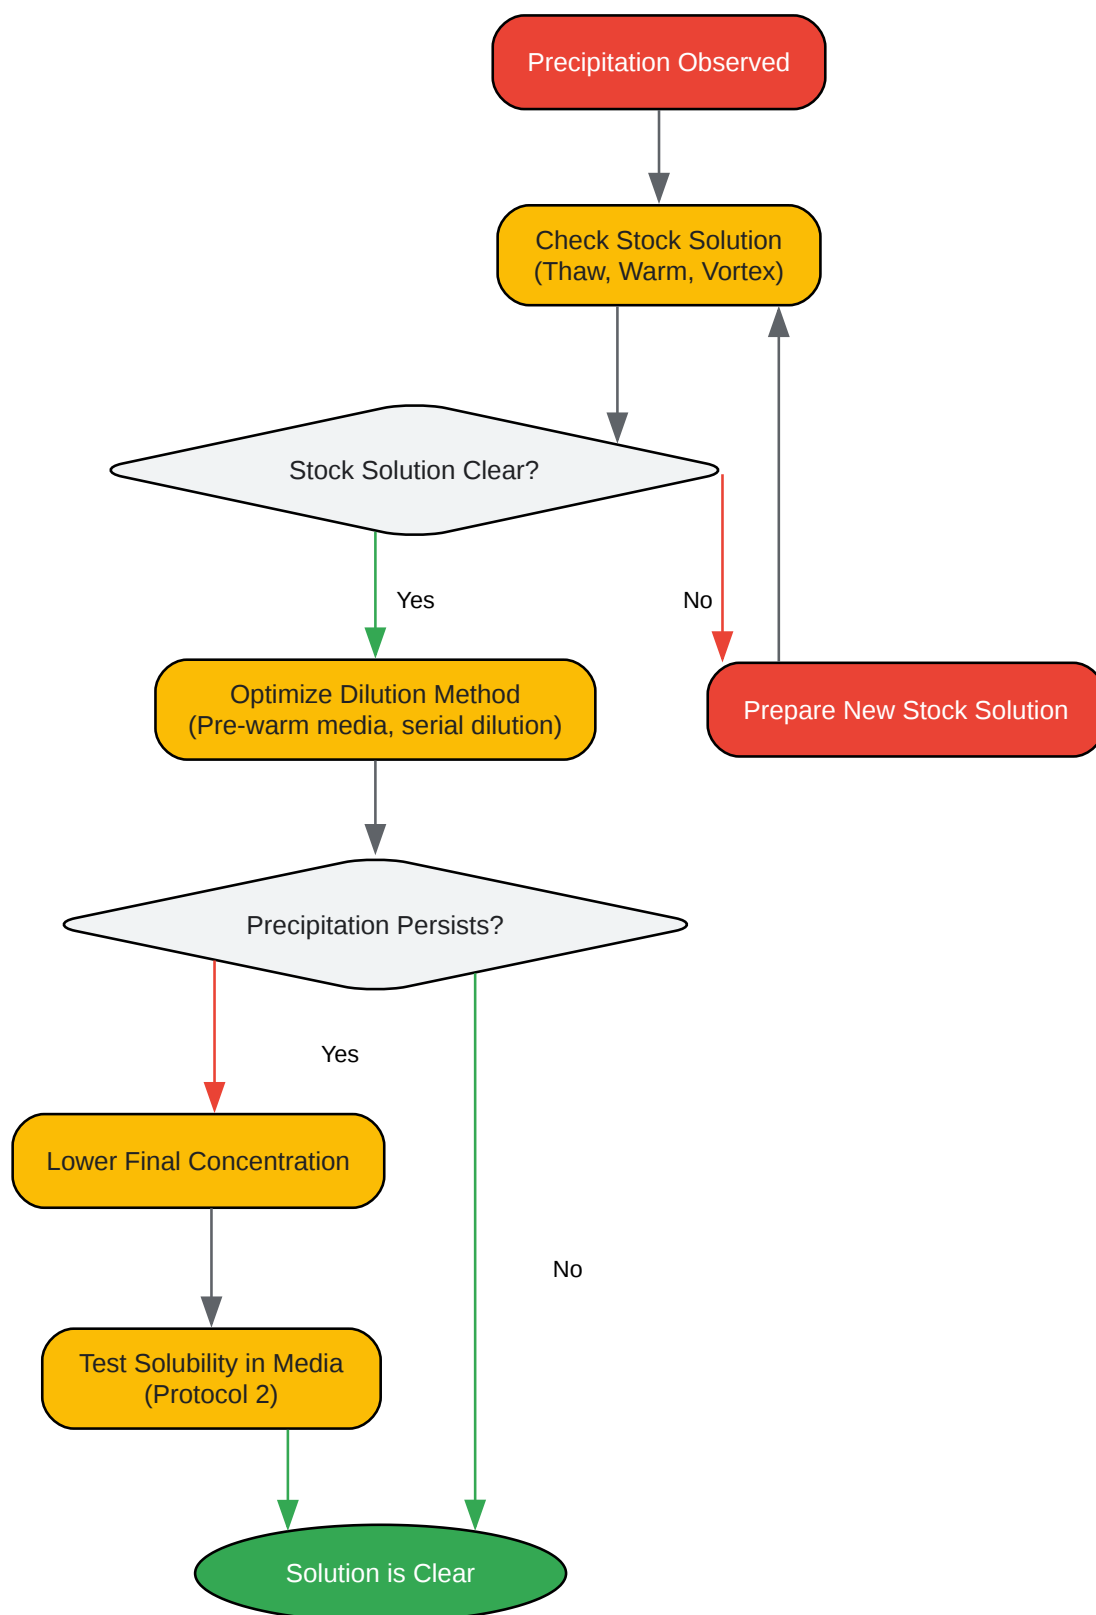 Precipitation Observed
Check Stock Solution
(Thaw, Warm, Vortex)
Stock Solution Clear?
Yes
No
Optimize Dilution Method
(Pre-warm media, serial dilution)
Prepare New Stock Solution
Precipitation Persists?
Yes
Lower Final Concentration
No
Test Solubility in Media
(Protocol 2)
Solution is Clear